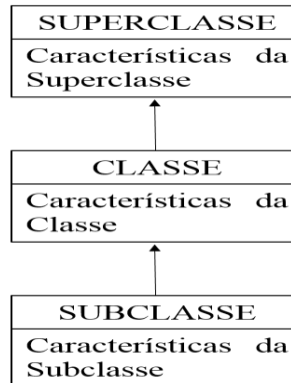 SUPERCLASSE
Características da
Superclasse
CLASSE
Características da
Classe
SUBCLASSE
Características da
Subclasse